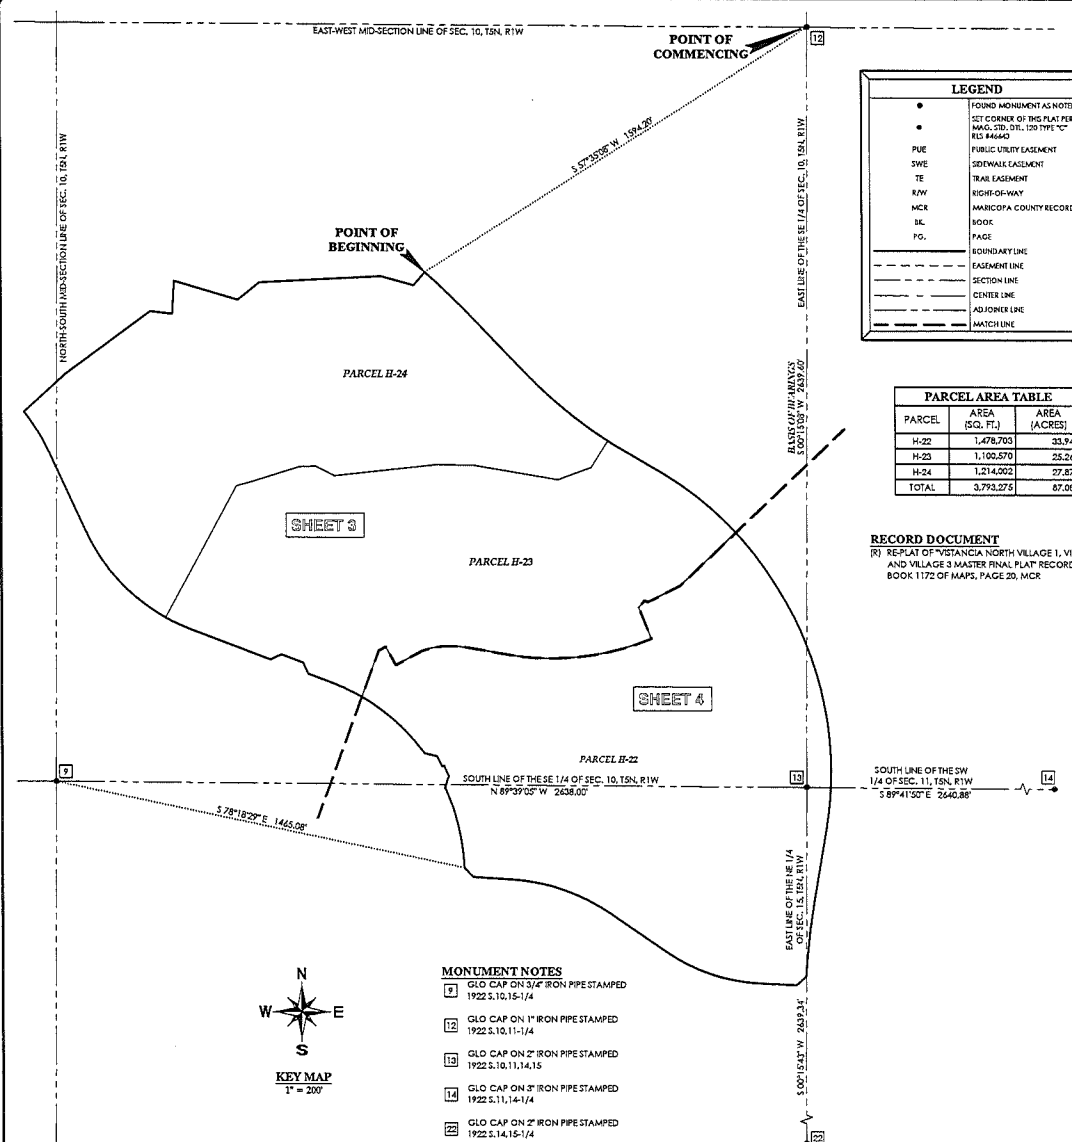 EAST-WEST MID-SECTION LINE OF SEC. 10, T5N, R1W
POINT OF
COMMENCING
12
S 57°35'08" W 1594.20'
NORTH-SOUTH MID-SECTION LINE OF SEC. 10, T5N, R1W
EAST LINE OF THE SE 1/4 OF SEC. 10, T5N, R1W
LEGEND
FOUND MONUMENT AS NOTE
SET CORNER OF THIS PLAT PER
MAG. STD. DTL. 120 TYPE "C"
RLS #46643
PUE PUBLIC UTILITY EASEMENT
SWE SIDEWALK EASEMENT
TE TRAIL EASEMENT
R/W RIGHT-OF-WAY
MCR MARICOPA COUNTY RECORD
BK. BOOK
PG. PAGE
BOUNDARY LINE
EASEMENT LINE
SECTION LINE
CENTER LINE
ADJOINER LINE
MATCH LINE
POINT OF
BEGINNING
PARCEL H-24
BASIS OF BEARINGS
S 00°15'08" W 2639.60'
PARCEL AREA TABLE
PARCEL AREA (SQ. FT.) AREA (ACRES)
H-22 1,478,703 33.94
H-23 1,100,570 25.26
H-24 1,214,002 27.87
TOTAL 3,793,275 87.08
SHEET 3
PARCEL H-23
RECORD DOCUMENT
(R) RE-PLAT OF "VISTANCIA NORTH VILLAGE 1, VI
AND VILLAGE 3 MASTER FINAL PLAT" RECORD
BOOK 1172 OF MAPS, PAGE 20, MCR
SHEET 4
PARCEL H-22
9
SOUTH LINE OF THE SE 1/4 OF SEC. 10, T5N, R1W
N 89°39'05" W 2638.00'
13
SOUTH LINE OF THE SW
1/4 OF SEC. 11, T5N, R1W
S 89°41'50" E 2640.88'
14
S 78°18'29" E 1465.08'
EAST LINE OF THE NE 1/4
OF SEC. 15, T5N, R1W
S 00°15'43" W 2639.34'
N
W E
S
KEY MAP
1" = 200'
MONUMENT NOTES
9 GLO CAP ON 3/4" IRON PIPE STAMPED
1922 S.10,15-1/4
12 GLO CAP ON 1" IRON PIPE STAMPED
1922 S.10,11-1/4
13 GLO CAP ON 2" IRON PIPE STAMPED
1922 S.10,11,14,15
14 GLO CAP ON 3" IRON PIPE STAMPED
1922 S.11,14-1/4
22 GLO CAP ON 2" IRON PIPE STAMPED
1922 S.14,15-1/4
22